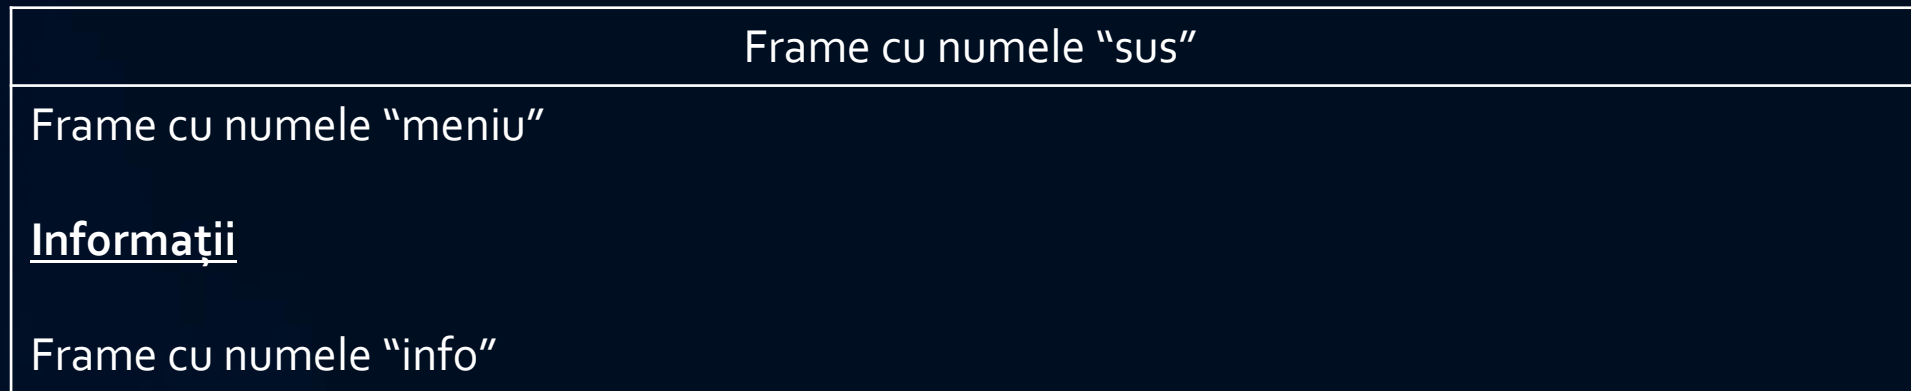 Frame cu numele “sus”
Frame cu numele “meniu”
Informații
Frame cu numele “info”